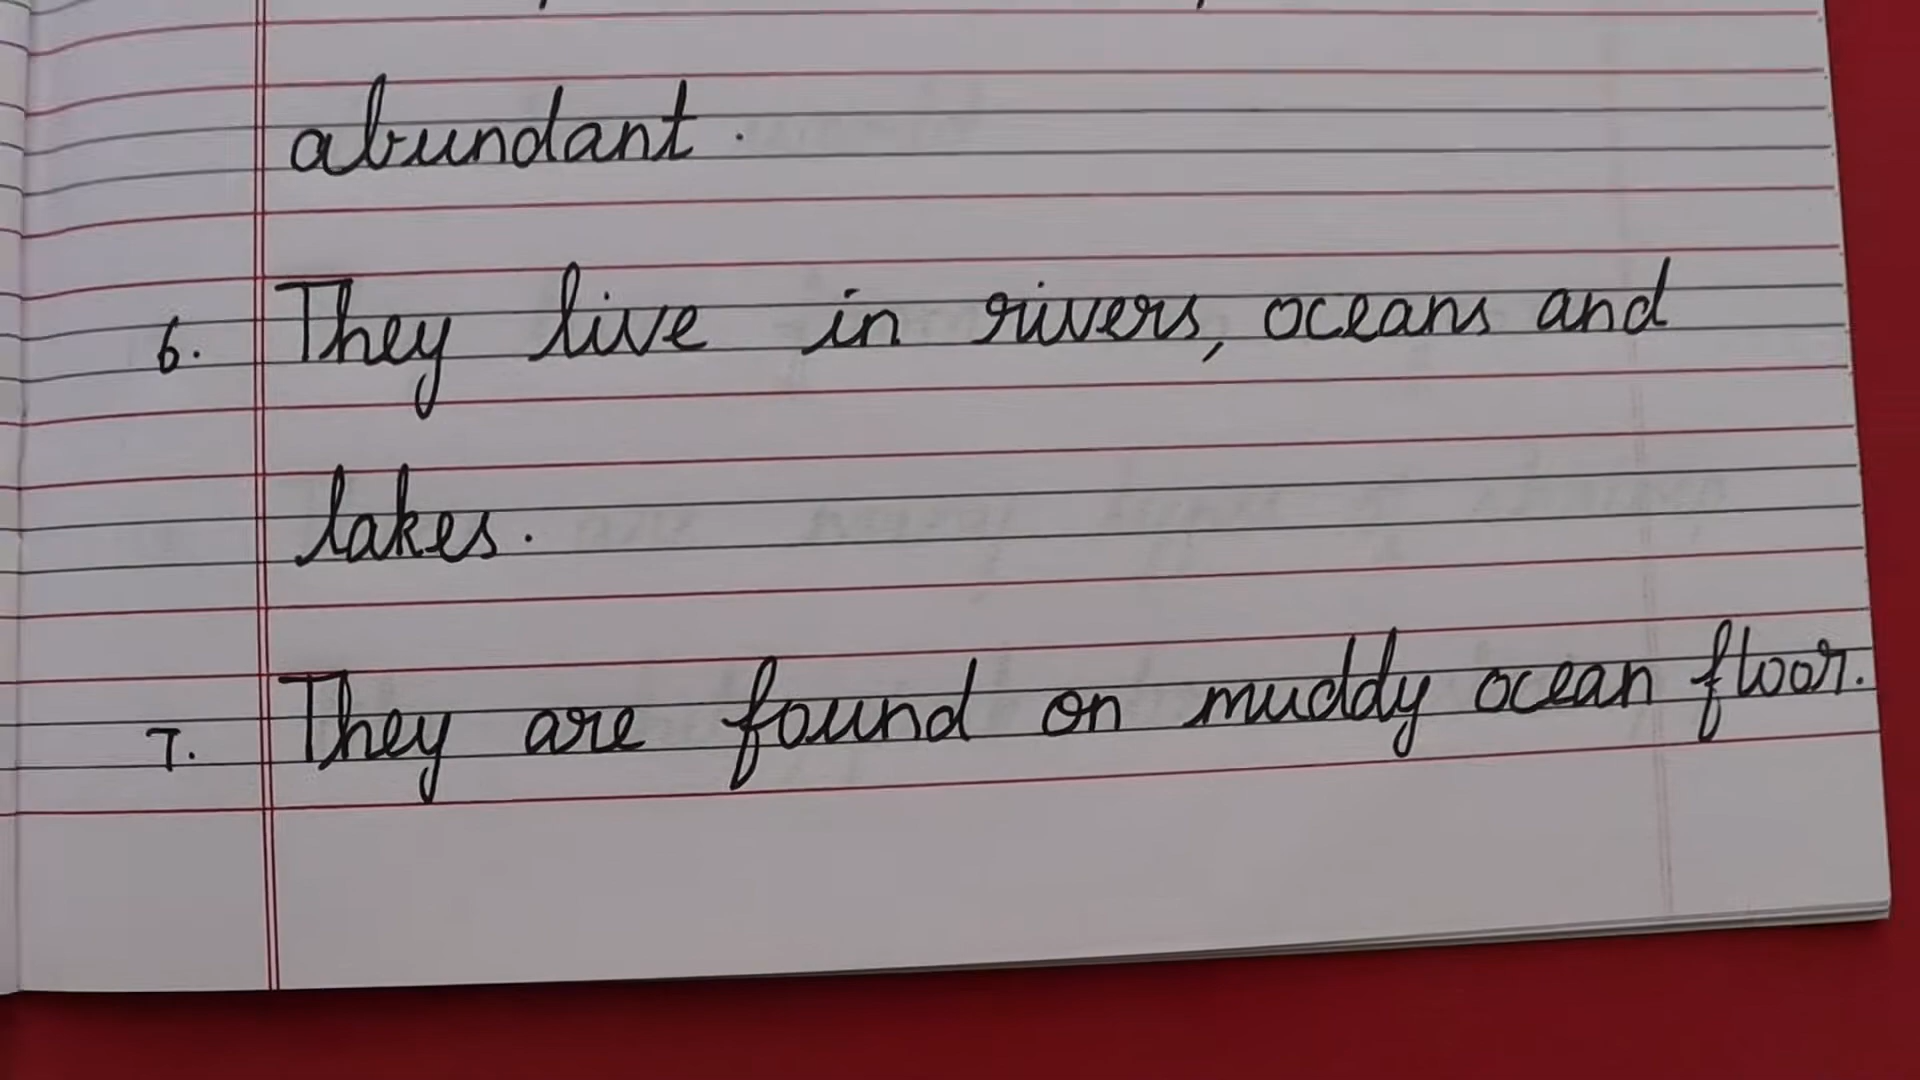 abundant.
6. They live in rivers, oceans and
lakes.
7. They are found on muddy ocean floor.